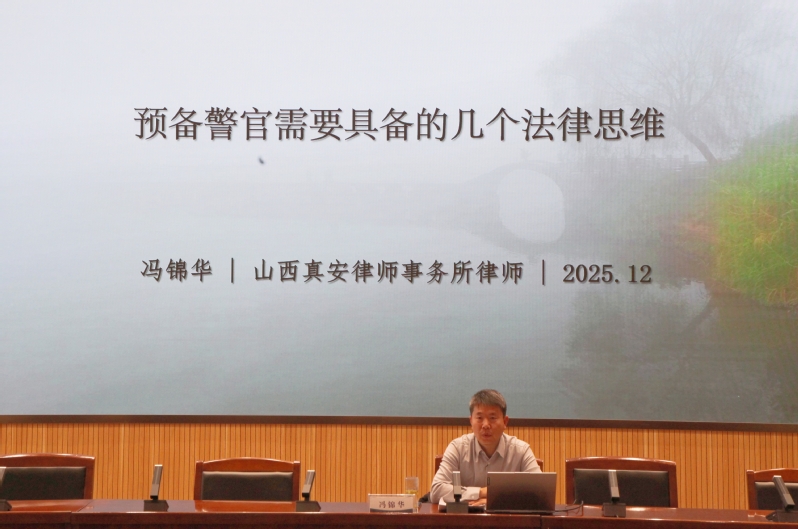 预备警官需要具备的几个法律思维
冯锦华 | 山西真安律师事务所律师 | 2025.12
冯锦华